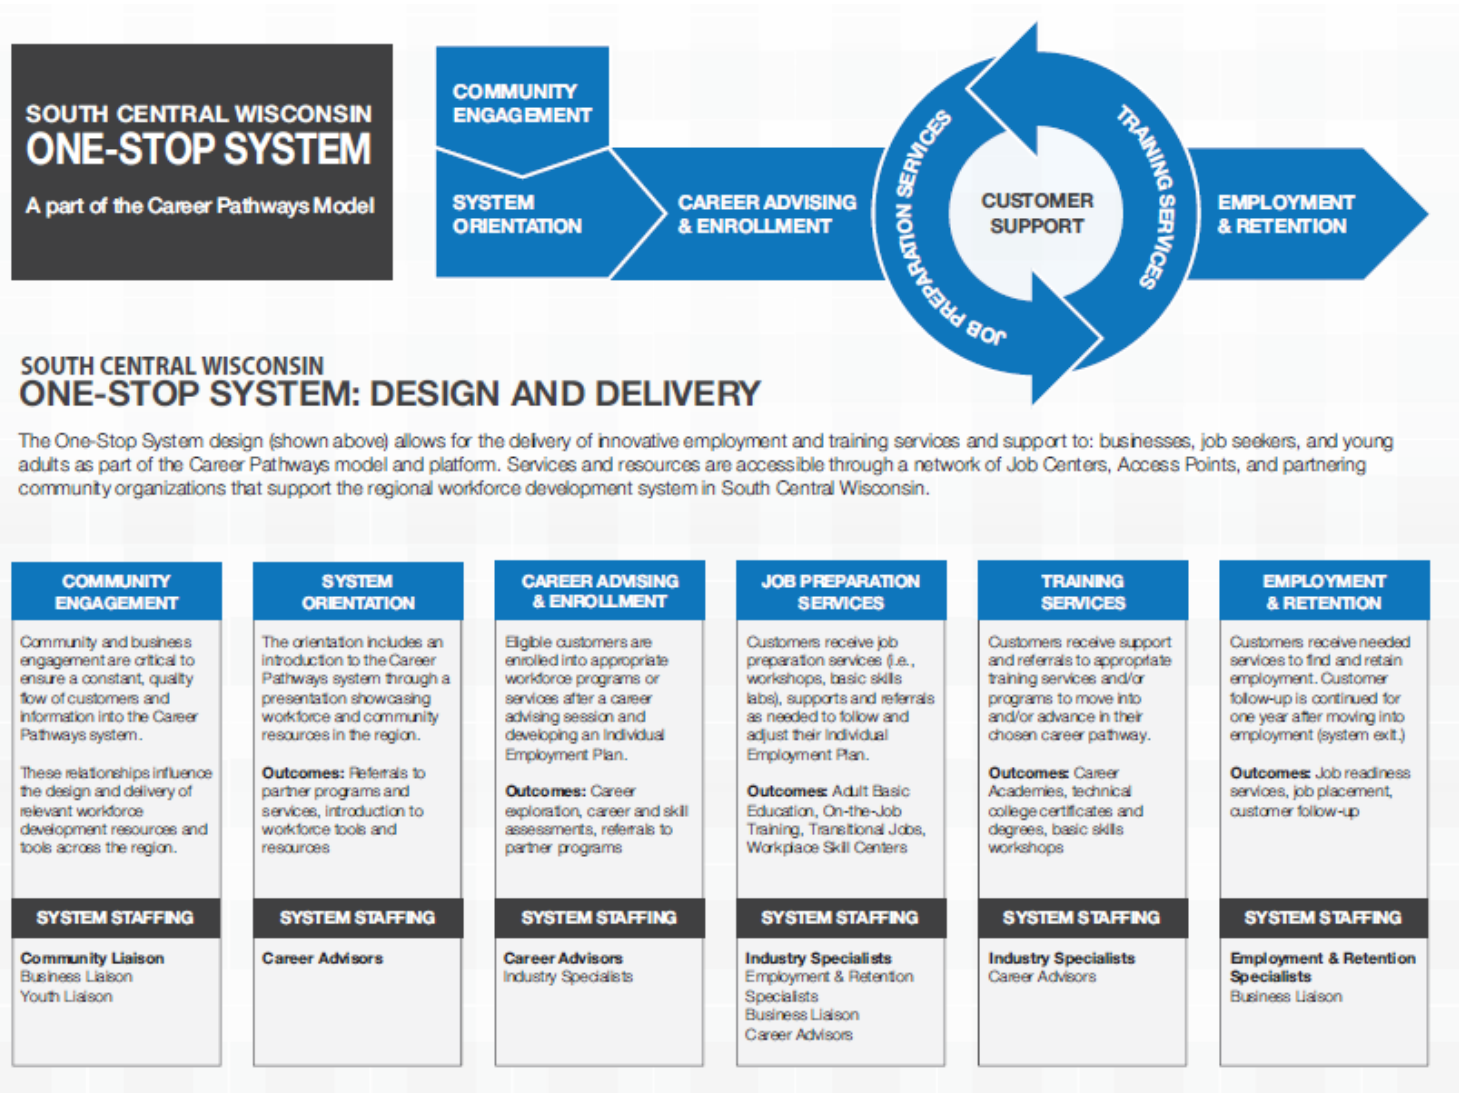 SOUTH CENTRAL WISCONSIN
ONE-STOP SYSTEM
A part of the Career Pathways Model
COMMUNITY
ENGAGEMENT
SYSTEM
ORIENTATION
CAREER ADVISING
& ENROLLMENT
JOB PREPARATION SERVICES
TRAINING SERVICES
CUSTOMER
SUPPORT
EMPLOYMENT
& RETENTION
SOUTH CENTRAL WISCONSIN
ONE-STOP SYSTEM: DESIGN AND DELIVERY
The One-Stop System design (shown above) allows for the delivery of innovative employment and training services and support to: businesses, job seekers, and young
adults as part of the Career Pathways model and platform. Services and resources are accessible through a network of Job Centers, Access Points, and partnering
community organizations that support the regional workforce development system in South Central Wisconsin.
COMMUNITY
ENGAGEMENT
Community and business
engagement are critical to
ensure a constant, quality
flow of customers and
information into the Career
Pathways system.
These relationships influence
the design and delivery of
relevant workforce
development resources and
tools across the region.
SYSTEM STAFFING
Community Liaison
Business Liaison
Youth Liaison
SYSTEM
ORIENTATION
The orientation includes an
introduction to the Career
Pathways system through a
presentation showcasing
workforce and community
resources in the region.
Outcomes: Referrals to
partner programs and
services, introduction to
workforce tools and
resources
SYSTEM STAFFING
Career Advisors
CAREER ADVISING
& ENROLLMENT
Eligible customers are
enrolled into appropriate
workforce programs or
services after a career
advising session and
developing an Individual
Employment Plan.
Outcomes: Career
exploration, career and skill
assessments, referrals to
partner programs
SYSTEM STAFFING
Career Advisors
Industry Specialists
JOB PREPARATION
SERVICES
Customers receive job
preparation services (i.e.,
workshops, basic skills
labs), supports and referrals
as needed to follow and
adjust their Individual
Employment Plan.
Outcomes: Adult Basic
Education, On-the-Job
Training, Transitional Jobs,
Workplace Skill Centers
SYSTEM STAFFING
Industry Specialists
Employment & Retention
Specialists
Business Liaison
Career Advisors
TRAINING
SERVICES
Customers receive support
and referrals to appropriate
training services and/or
programs to move into
and/or advance in their
chosen career pathway.
Outcomes: Career
Academies, technical
college certificates and
degrees, basic skills
workshops
SYSTEM STAFFING
Industry Specialists
Career Advisors
EMPLOYMENT
& RETENTION
Customers receive needed
services to find and retain
employment. Customer
follow-up is continued for
one year after moving into
employment (system exit.)
Outcomes: Job readiness
services, job placement,
customer follow-up
SYSTEM STAFFING
Employment & Retention
Specialists
Business Liaison